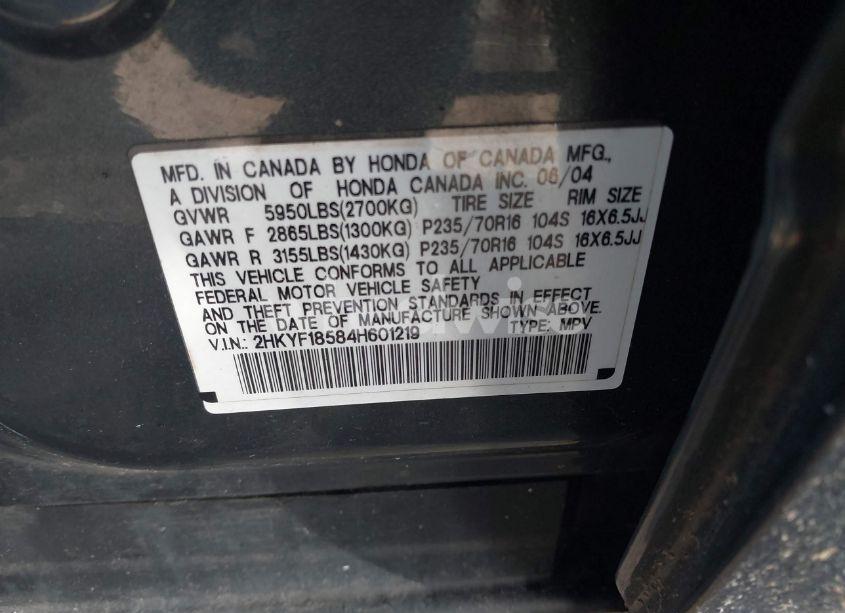 MFD. IN CANADA BY HONDA OF CANADA MFG.,
A DIVISION OF HONDA CANADA INC. 06/04
GVWR 5950LBS(2700KG) TIRE SIZE RIM SIZE
GAWR F 2865LBS(1300KG) P235/70R16 104S 16X6.5JJ
GAWR R 3155LBS(1430KG) P235/70R16 104S 16X6.5JJ
THIS VEHICLE CONFORMS TO ALL APPLICABLE
FEDERAL MOTOR VEHICLE SAFETY
AND THEFT PREVENTION STANDARDS IN EFFECT
ON THE DATE OF MANUFACTURE SHOWN ABOVE.
V.I.N.: 2HKYF18584H601219 TYPE: MPV